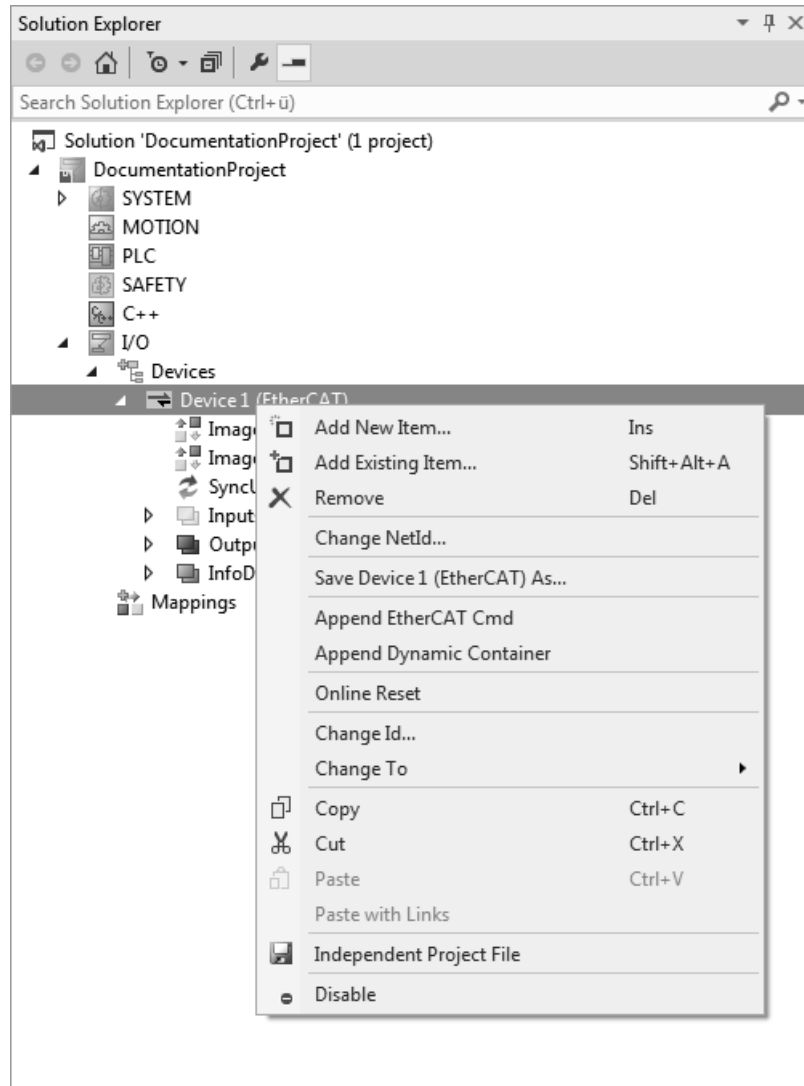 Solution Explorer
Search Solution Explorer (Ctrl+ü)
Solution 'DocumentationProject' (1 project)
DocumentationProject
SYSTEM
MOTION
PLC
SAFETY
C++
I/O
Devices
Device 1 (EtherCAT)
Add New Item... Ins
Add Existing Item... Shift+Alt+A
Remove Del
Change NetId...
Save Device 1 (EtherCAT) As...
Append EtherCAT Cmd
Append Dynamic Container
Online Reset
Change Id...
Change To
Copy Ctrl+C
Cut Ctrl+X
Paste Ctrl+V
Paste with Links
Independent Project File
Disable
Mappings